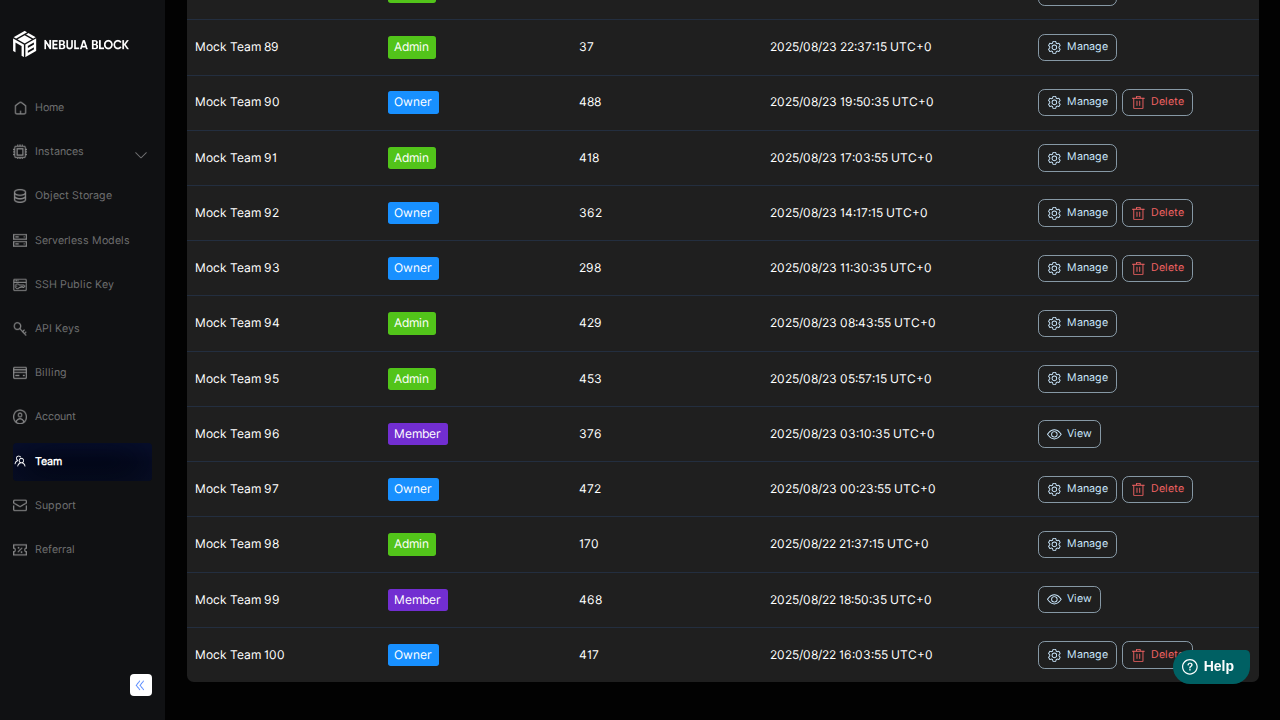 NEBULA BLOCK
Home
Instances
Object Storage
Serverless Models
SSH Public Key
API Keys
Billing
Account
Team
Support
Referral
Mock Team 89 Admin 37 2025/08/23 22:37:15 UTC+0 Manage
Mock Team 90 Owner 488 2025/08/23 19:50:35 UTC+0 Manage Delete
Mock Team 91 Admin 418 2025/08/23 17:03:55 UTC+0 Manage
Mock Team 92 Owner 362 2025/08/23 14:17:15 UTC+0 Manage Delete
Mock Team 93 Owner 298 2025/08/23 11:30:35 UTC+0 Manage Delete
Mock Team 94 Admin 429 2025/08/23 08:43:55 UTC+0 Manage
Mock Team 95 Admin 453 2025/08/23 05:57:15 UTC+0 Manage
Mock Team 96 Member 376 2025/08/23 03:10:35 UTC+0 View
Mock Team 97 Owner 472 2025/08/23 00:23:55 UTC+0 Manage Delete
Mock Team 98 Admin 170 2025/08/22 21:37:15 UTC+0 Manage
Mock Team 99 Member 468 2025/08/22 18:50:35 UTC+0 View
Mock Team 100 Owner 417 2025/08/22 16:03:55 UTC+0 Manage Delete
Help